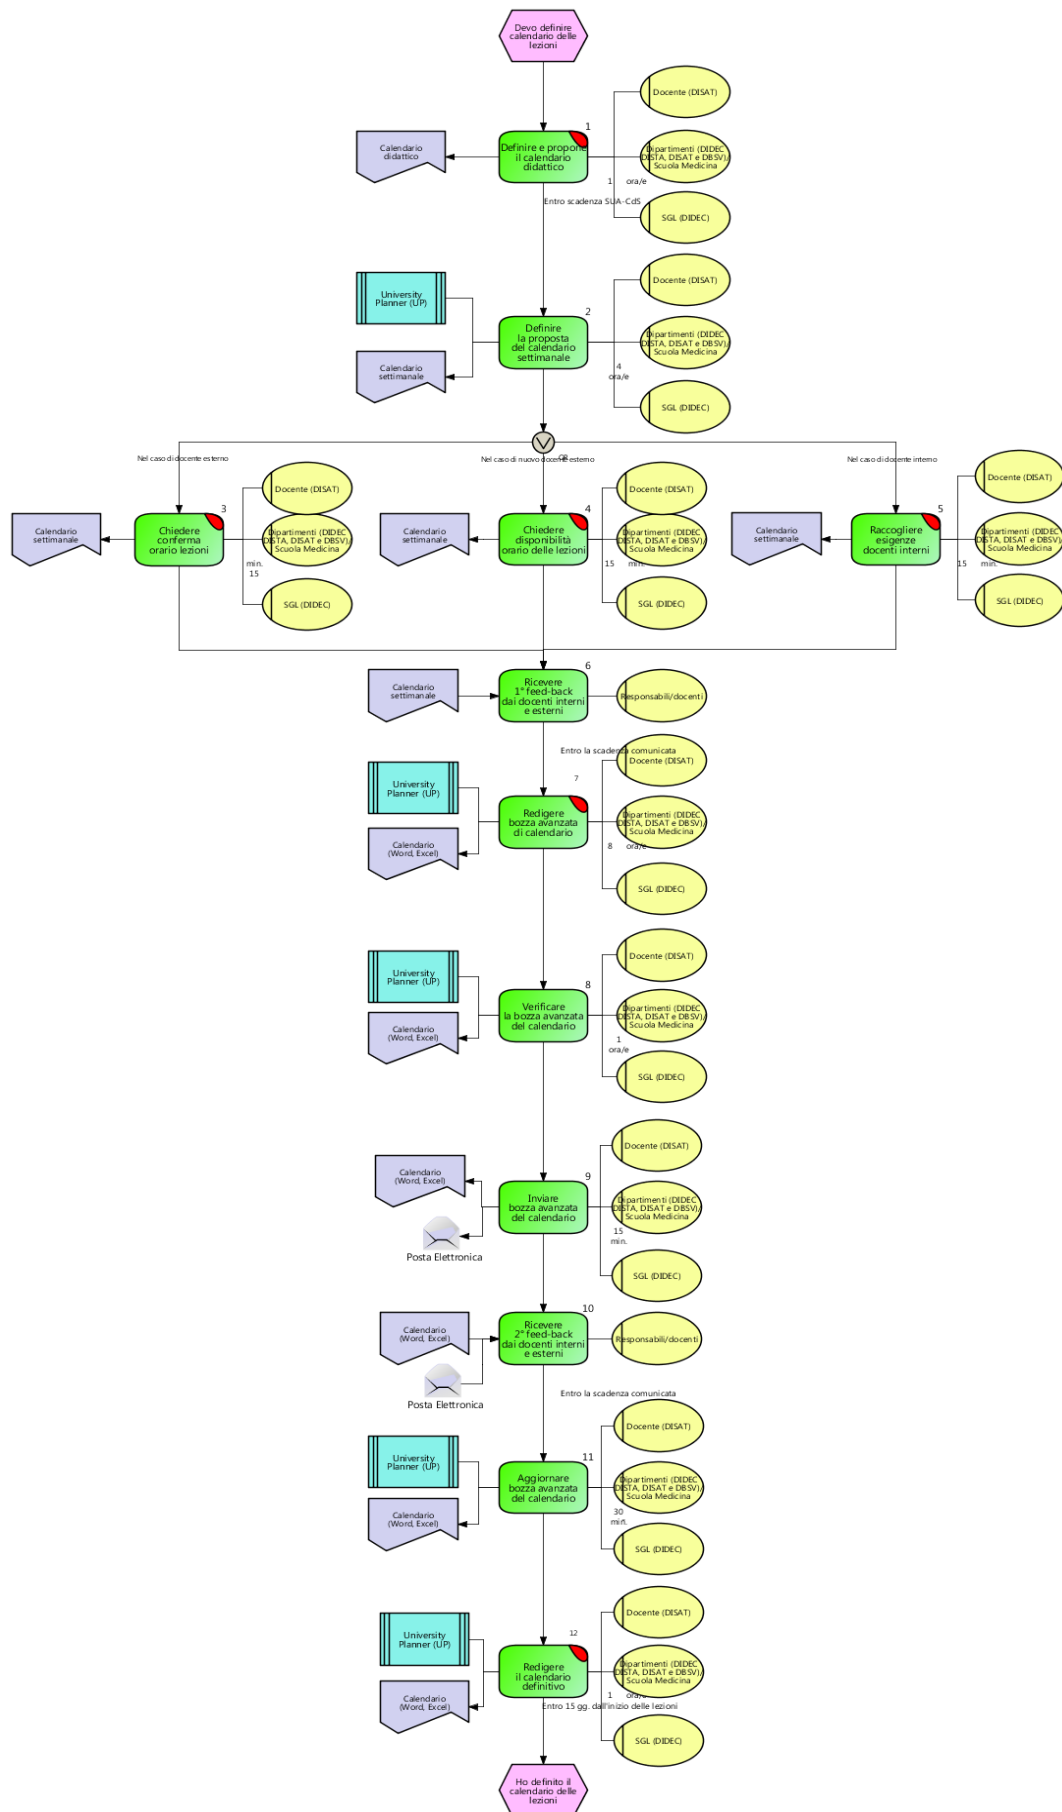 Devo definire
calendario delle
lezioni
Docente (DISAT)
1
Definire e propone
il calendario
didattico
Calendario
didattico
Dipartimenti (DIDEC
DISTA, DISAT e DBSV)/
Scuola Medicina
1 ora/e
Entro scadenza SUA-CdS
SGL (DIDEC)
Docente (DISAT)
University
Planner (UP)
2
Definire
la proposta
del calendario
settimanale
Dipartimenti (DIDEC
DISTA, DISAT e DBSV)/
Scuola Medicina
Calendario
settimanale
4
ora/e
SGL (DIDEC)
OR
Nel caso di docente esterno
Nel caso di nuovo docente esterno
Nel caso di docente interno
Docente (DISAT)
3
Calendario
settimanale
Chiedere
conferma
orario lezioni
Dipartimenti (DIDEC
DISTA, DISAT e DBSV)/
Scuola Medicina
min.
15
SGL (DIDEC)
Docente (DISAT)
4
Calendario
settimanale
Chiedere
disponibilità
orario delle lezioni
Dipartimenti (DIDEC
DISTA, DISAT e DBSV)/
Scuola Medicina
15 min.
SGL (DIDEC)
Docente (DISAT)
5
Calendario
settimanale
Raccogliere
esigenze
docenti interni
Dipartimenti (DIDEC
DISTA, DISAT e DBSV)/
Scuola Medicina
15 min.
SGL (DIDEC)
6
Calendario
settimanale
Ricevere
1° feed-back
dai docenti interni
e esterni
Responsabili/docenti
Entro la scadenza comunicata
Docente (DISAT)
7
University
Planner (UP)
Redigere
bozza avanzata
di calendario
Dipartimenti (DIDEC
DISTA, DISAT e DBSV)/
Scuola Medicina
Calendario
(Word, Excel)
8 ora/e
SGL (DIDEC)
Docente (DISAT)
University
Planner (UP)
8
Verificare
la bozza avanzata
del calendario
Dipartimenti (DIDEC
DISTA, DISAT e DBSV)/
Scuola Medicina
Calendario
(Word, Excel)
1
ora/e
SGL (DIDEC)
Docente (DISAT)
Calendario
(Word, Excel)
9
Inviare
bozza avanzata
del calendario
Dipartimenti (DIDEC
DISTA, DISAT e DBSV)/
Scuola Medicina
15
min.
Posta Elettronica
SGL (DIDEC)
10
Calendario
(Word, Excel)
Ricevere
2° feed-back
dai docenti interni
e esterni
Responsabili/docenti
Posta Elettronica
Entro la scadenza comunicata
Docente (DISAT)
University
Planner (UP)
11
Aggiornare
bozza avanzata
del calendario
Dipartimenti (DIDEC
DISTA, DISAT e DBSV)/
Scuola Medicina
Calendario
(Word, Excel)
30
min.
SGL (DIDEC)
Docente (DISAT)
University
Planner (UP)
12
Redigere
il calendario
definitivo
Dipartimenti (DIDEC
DISTA, DISAT e DBSV)/
Scuola Medicina
Calendario
(Word, Excel)
1 ora/e
Entro 15 gg. dall'inizio delle lezioni
SGL (DIDEC)
Ho definito il
calendario delle
lezioni